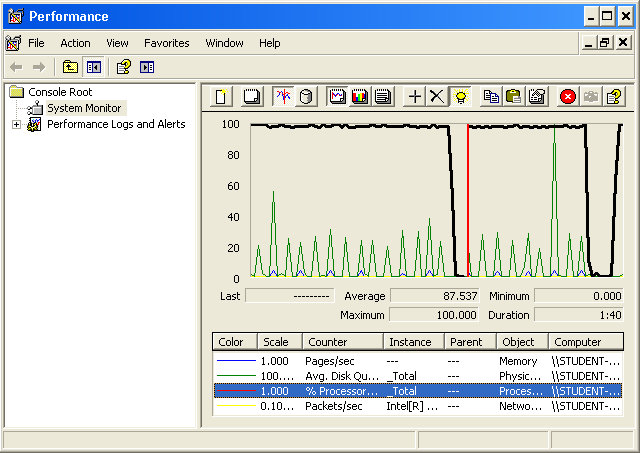 Performance
File Action View Favorites Window Help
Console Root
System Monitor
Performance Logs and Alerts
100
80
60
40
20
0
Last --------- Average 87.537 Minimum 0.000
Maximum 100.000 Duration 1:40
Color Scale Counter Instance Parent Object Computer
1.000 Pages/sec --- --- Memory \\STUDENT-...
100.... Avg. Disk Qu... _Total --- Physic... \\STUDENT-...
1.000 % Processor... _Total --- Proces... \\STUDENT-...
0.10... Packets/sec Intel[R] ... --- Netwo... \\STUDENT-...